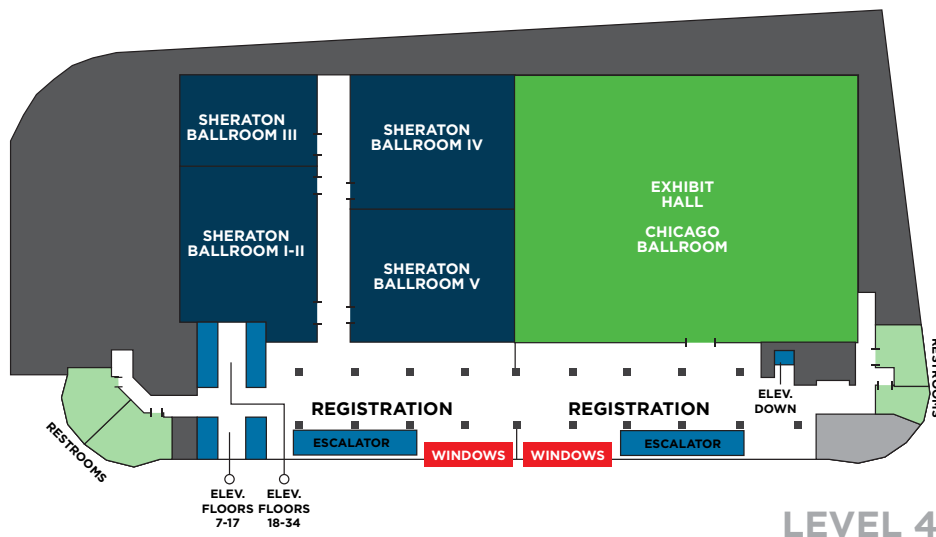 SHERATON
BALLROOM III
SHERATON
BALLROOM IV
EXHIBIT
HALL
CHICAGO
BALLROOM
SHERATON
BALLROOM I-II
SHERATON
BALLROOM V
RESTROOMS
ELEV.
DOWN
REGISTRATION
REGISTRATION
ESCALATOR
ESCALATOR
WINDOWS
WINDOWS
RESTROOMS
ELEV.
FLOORS
7-17
ELEV.
FLOORS
18-34
LEVEL 4